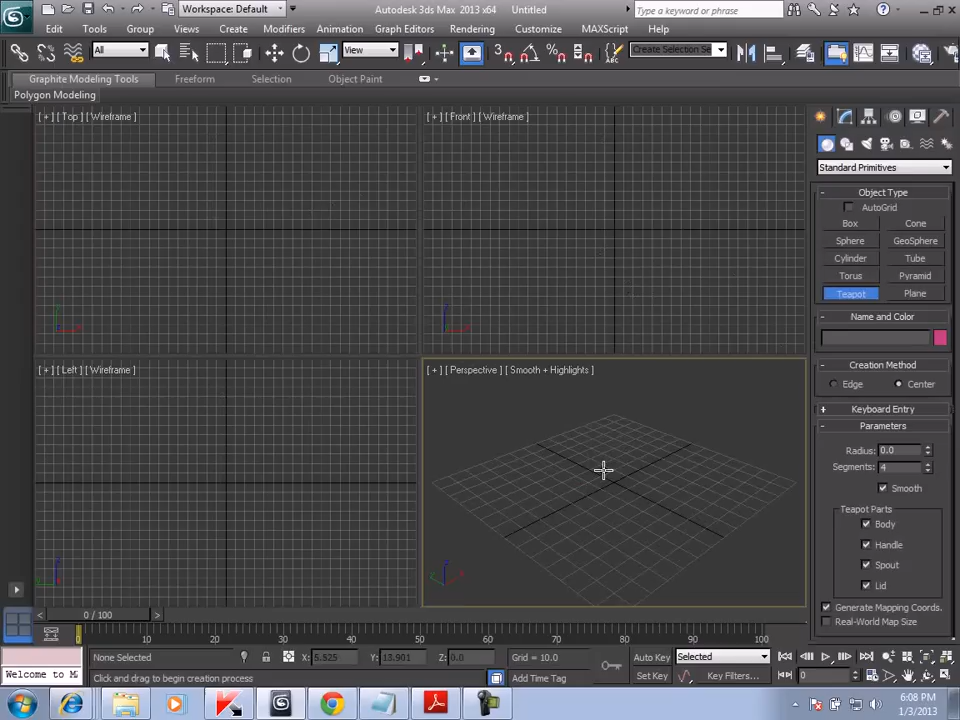 Workspace: Default
Autodesk 3ds Max 2013 x64
Untitled
Type a keyword or phrase
Edit Tools Group Views Create Modifiers Animation Graph Editors Rendering Customize MAXScript Help
All
View
3
Create Selection Se
Graphite Modeling Tools
Freeform
Selection
Object Paint
Polygon Modeling
[ + ] [ Top ] [ Wireframe ]
[ + ] [ Front ] [ Wireframe ]
Standard Primitives
Object Type
AutoGrid
Box
Cone
Sphere
GeoSphere
Cylinder
Tube
Torus
Pyramid
Teapot
Plane
Name and Color
[ + ] [ Left ] [ Wireframe ]
[ + ] [ Perspective ] [ Smooth + Highlights ]
Creation Method
Edge
Center
Keyboard Entry
Parameters
Radius: 0.0
Segments: 4
Smooth
Teapot Parts
Body
Handle
Spout
Lid
Generate Mapping Coords.
Real-World Map Size
0 / 100
0 10 20 30 40 50 60 70 80 90 100
None Selected
X: 5.525
Y: 13.901
Z: 0.0
Grid = 10.0
Auto Key
Selected
Welcome to M
Click and drag to begin creation process
Add Time Tag
Set Key
Key Filters...
0
6:08 PM
1/3/2013